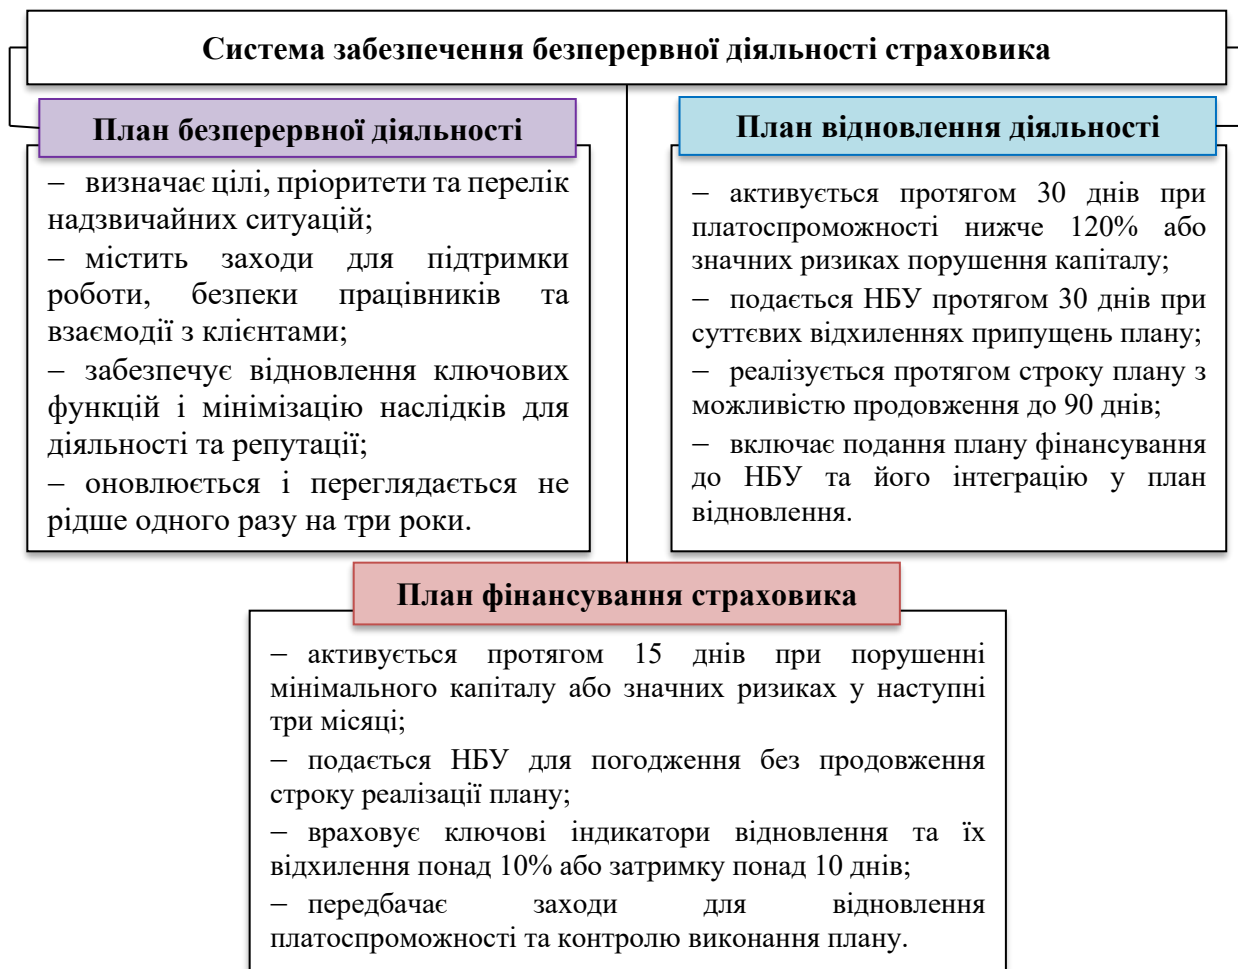 Система забезпечення безперервної діяльності страховика
План безперервної діяльності
– визначає цілі, пріоритети та перелік
надзвичайних ситуацій;
– містить заходи для підтримки
роботи, безпеки працівників та
взаємодії з клієнтами;
– забезпечує відновлення ключових
функцій і мінімізацію наслідків для
діяльності та репутації;
– оновлюється і переглядається не
рідше одного разу на три роки.
План відновлення діяльності
– активується протягом 30 днів при
платоспроможності нижче 120% або
значних ризиках порушення капіталу;
– подається НБУ протягом 30 днів при
суттєвих відхиленнях припущень плану;
– реалізується протягом строку плану з
можливістю продовження до 90 днів;
– включає подання плану фінансування
до НБУ та його інтеграцію у план
відновлення.
План фінансування страховика
– активується протягом 15 днів при порушенні
мінімального капіталу або значних ризиках у наступні
три місяці;
– подається НБУ для погодження без продовження
строку реалізації плану;
– враховує ключові індикатори відновлення та їх
відхилення понад 10% або затримку понад 10 днів;
– передбачає заходи для відновлення
платоспроможності та контролю виконання плану.